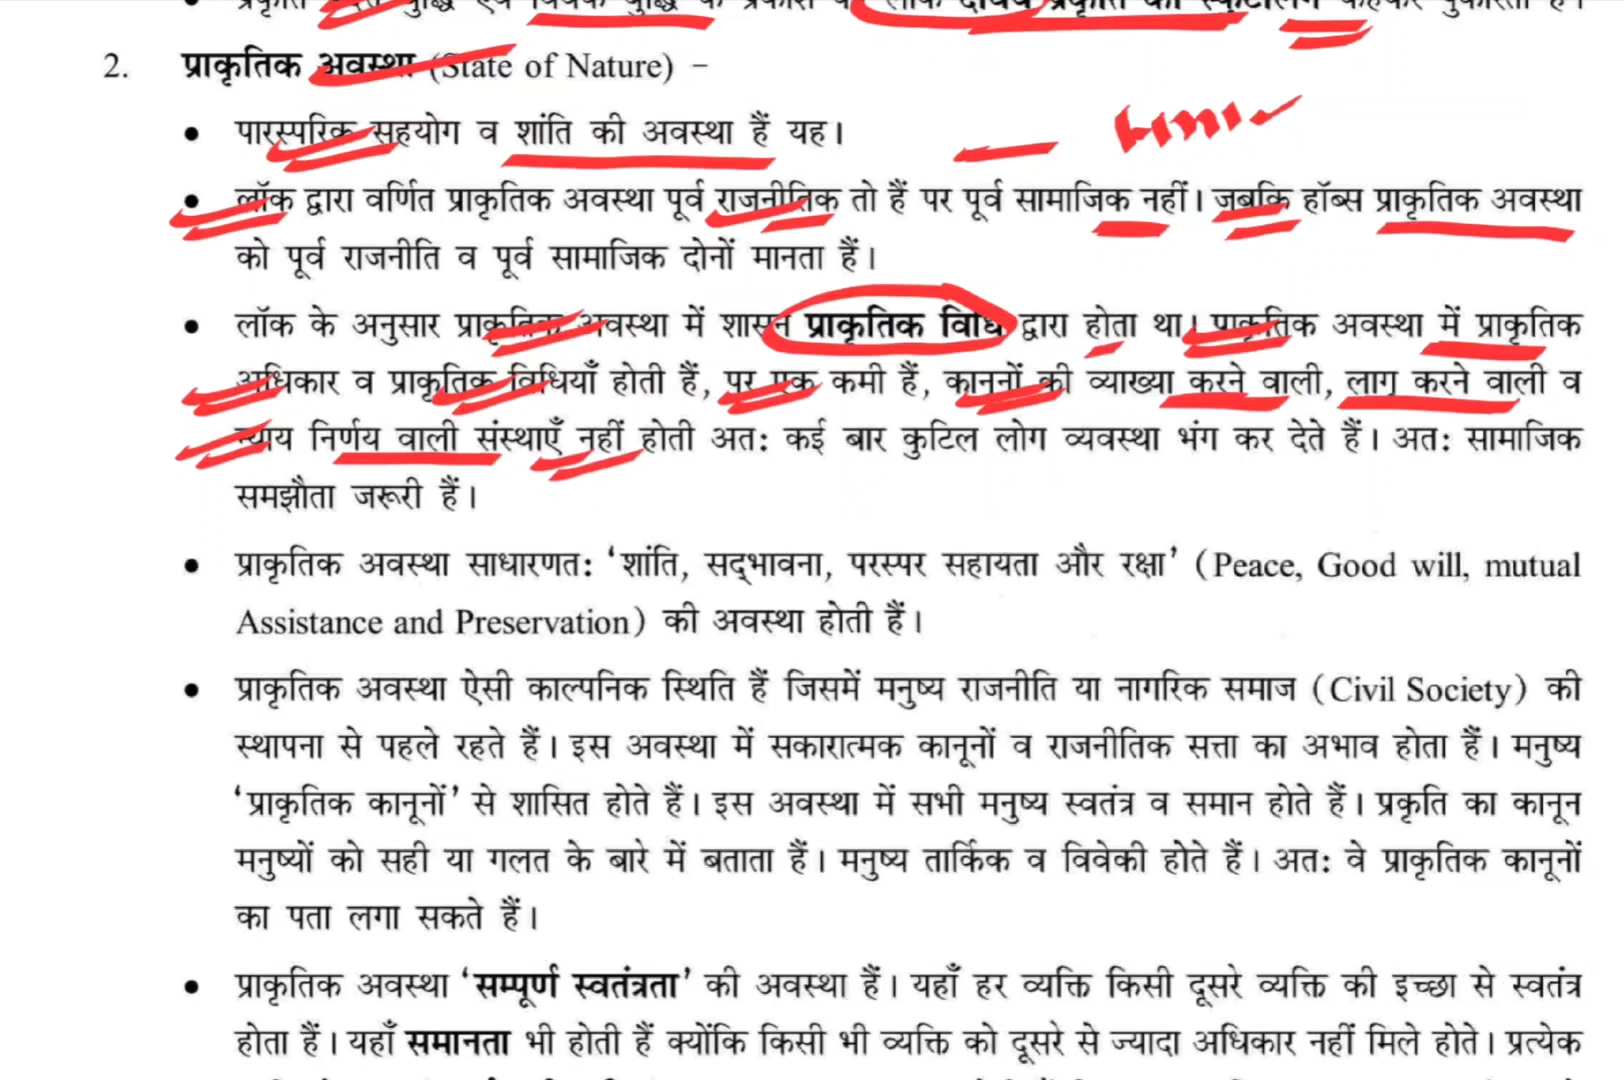 2. प्राकृतिक अवस्था (State of Nature) –
• पारस्परिक सहयोग व शांति की अवस्था हैं यह।
• लॉक द्वारा वर्णित प्राकृतिक अवस्था पूर्व राजनीतिक तो हैं पर पूर्व सामाजिक नहीं। जबकि हॉब्स प्राकृतिक अवस्था
को पूर्व राजनीति व पूर्व सामाजिक दोनों मानता हैं।
• लॉक के अनुसार प्राकृतिक अवस्था में शासन प्राकृतिक विधि द्वारा होता था। प्राकृतिक अवस्था में प्राकृतिक
अधिकार व प्राकृतिक विधियाँ होती हैं, पर एक कमी हैं, कानूनों की व्याख्या करने वाली, लागू करने वाली व
न्याय निर्णय वाली संस्थाएँ नहीं होती अत: कई बार कुटिल लोग व्यवस्था भंग कर देते हैं। अत: सामाजिक
समझौता जरूरी हैं।
• प्राकृतिक अवस्था साधारणत: ‘शांति, सद्‌भावना, परस्पर सहायता और रक्षा’ (Peace, Good will, mutual
Assistance and Preservation) की अवस्था होती हैं।
• प्राकृतिक अवस्था ऐसी काल्पनिक स्थिति हैं जिसमें मनुष्य राजनीति या नागरिक समाज (Civil Society) की
स्थापना से पहले रहते हैं। इस अवस्था में सकारात्मक कानूनों व राजनीतिक सत्ता का अभाव होता हैं। मनुष्य
‘प्राकृतिक कानूनों’ से शासित होते हैं। इस अवस्था में सभी मनुष्य स्वतंत्र व समान होते हैं। प्रकृति का कानून
मनुष्यों को सही या गलत के बारे में बताता हैं। मनुष्य तार्किक व विवेकी होते हैं। अत: वे प्राकृतिक कानूनों
का पता लगा सकते हैं।
• प्राकृतिक अवस्था ‘सम्पूर्ण स्वतंत्रता’ की अवस्था हैं। यहाँ हर व्यक्ति किसी दूसरे व्यक्ति की इच्छा से स्वतंत्र
होता हैं। यहाँ समानता भी होती हैं क्योंकि किसी भी व्यक्ति को दूसरे से ज्यादा अधिकार नहीं मिले होते। प्रत्येक